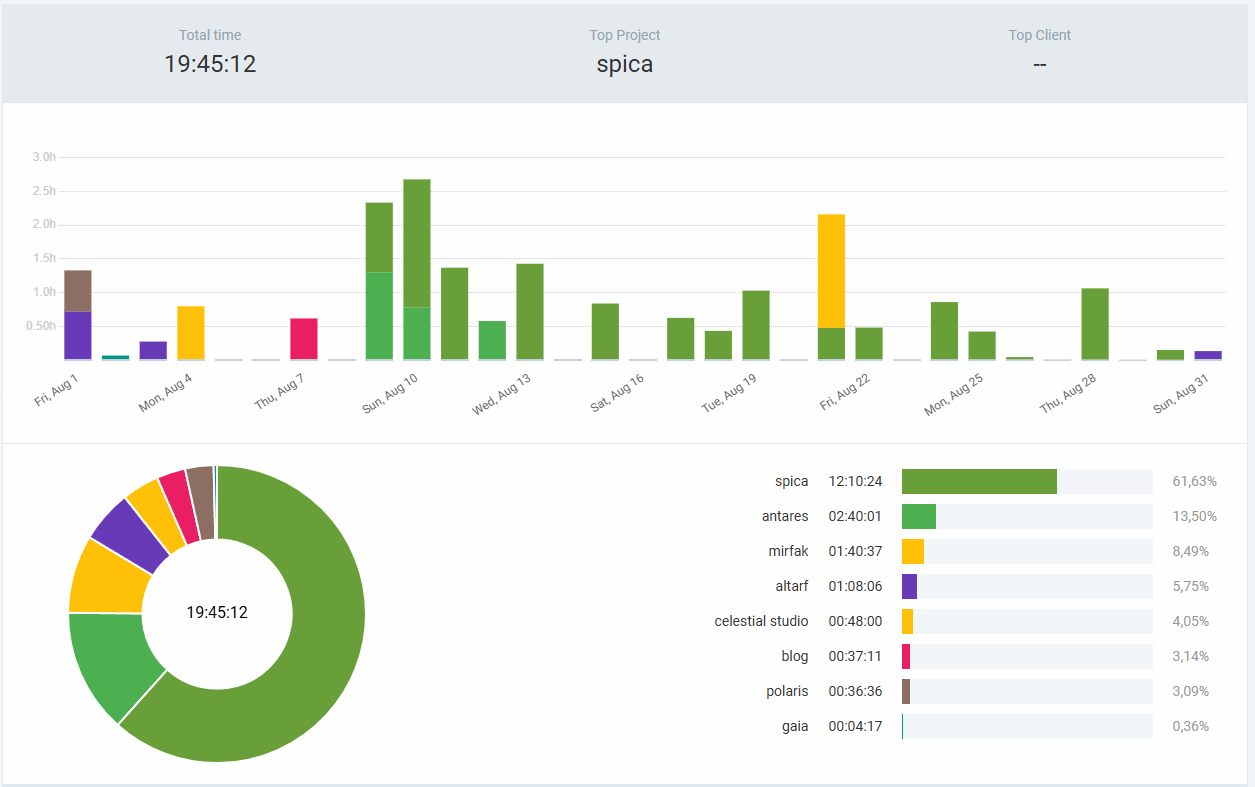 Total time
19:45:12
Top Project
spica
Top Client
--
3.0h
2.5h
2.0h
1.5h
1.0h
0.50h
Fri, Aug 1
Mon, Aug 4
Thu, Aug 7
Sun, Aug 10
Wed, Aug 13
Sat, Aug 16
Tue, Aug 19
Fri, Aug 22
Mon, Aug 25
Thu, Aug 28
Sun, Aug 31
19:45:12
spica 12:10:24 61,63%
antares 02:40:01 13,50%
mirfak 01:40:37 8,49%
altarf 01:08:06 5,75%
celestial studio 00:48:00 4,05%
blog 00:37:11 3,14%
polaris 00:36:36 3,09%
gaia 00:04:17 0,36%